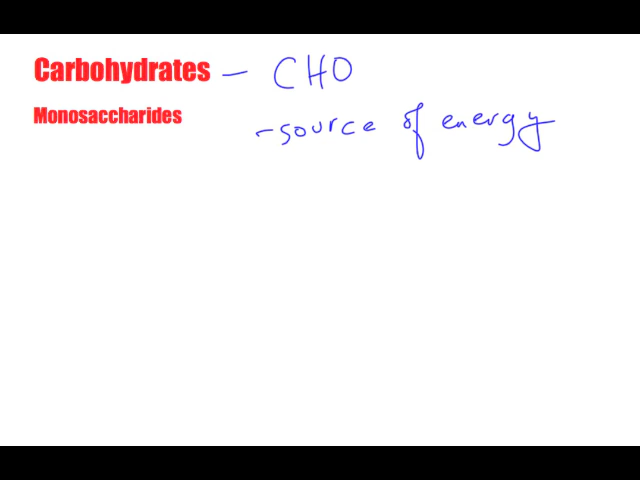 Carbohydrates – CHO
Monosaccharides
- source of energy